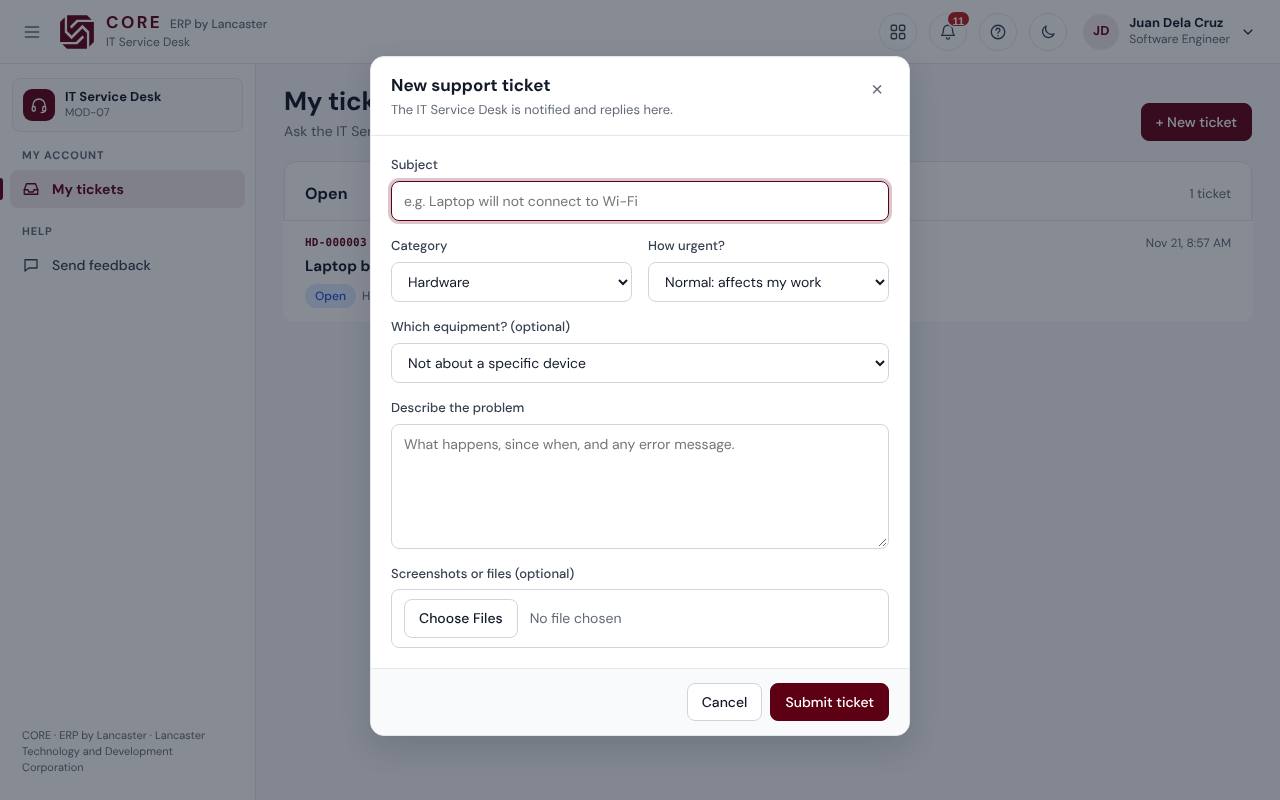 CORE ERP by Lancaster
IT Service Desk
11
JD
Juan Dela Cruz
Software Engineer
IT Service Desk
MOD-07
MY ACCOUNT
My tickets
HELP
Send feedback
CORE · ERP by Lancaster · Lancaster
Technology and Development
Corporation
My tick
Ask the IT Ser
+ New ticket
Open
1 ticket
HD-000003
Nov 21, 8:57 AM
Laptop b
Open H
New support ticket
×
The IT Service Desk is notified and replies here.
Subject
e.g. Laptop will not connect to Wi-Fi
Category
How urgent?
Hardware
Normal: affects my work
Which equipment? (optional)
Not about a specific device
Describe the problem
What happens, since when, and any error message.
Screenshots or files (optional)
Choose Files No file chosen
Cancel
Submit ticket